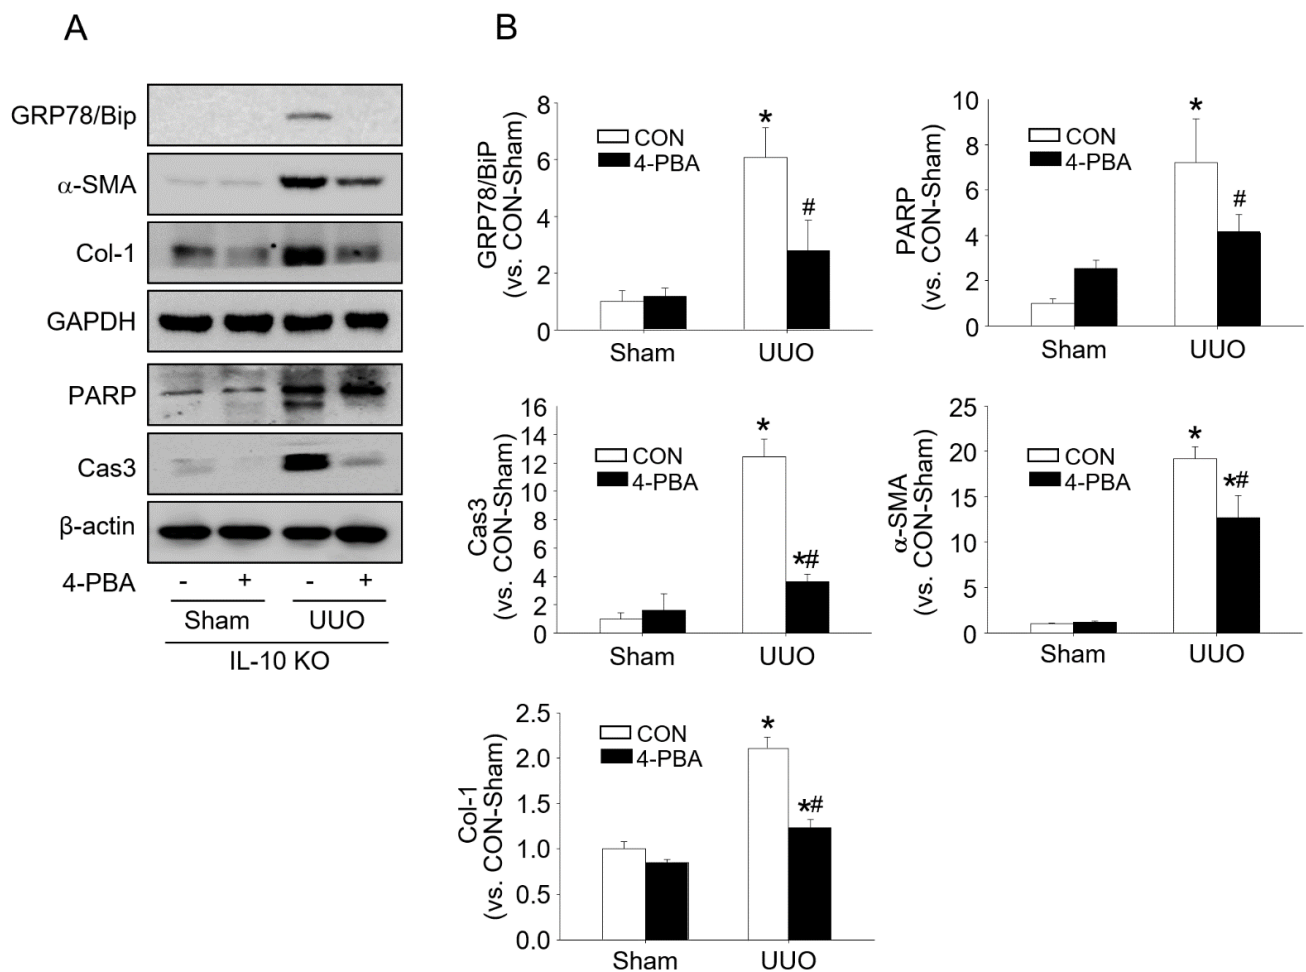 A
GRP78/Bip
α-SMA
Col-1
GAPDH
PARP
Cas3
β-actin
4-PBA - + - +
Sham UUO
IL-10 KO
B
GRP78/BiP
(vs. CON-Sham)
8
6
4
2
0
CON
4-PBA
*
#
Sham UUO
PARP
(vs. CON-Sham)
10
8
6
4
2
0
CON
4-PBA
*
#
Sham UUO
Cas3
(vs. CON-Sham)
16
14
12
10
8
6
4
2
0
CON
4-PBA
*
*#
Sham UUO
α-SMA
(vs. CON-Sham)
25
20
15
10
5
0
CON
4-PBA
*
*#
Sham UUO
Col-1
(vs. CON-Sham)
2.5
2.0
1.5
1.0
0.5
0.0
CON
4-PBA
*
*#
Sham UUO